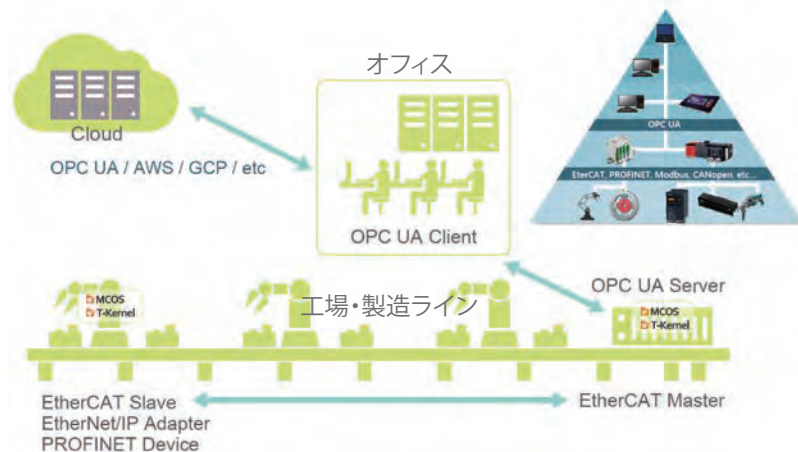 オフィス
Cloud
OPC UA / AWS / GCP / etc
OPC UA Client
OPC UA
EterCAT, PROFINET, Modbus, CANopen. etc...
OPC UA Server
MCOS
T-Kernel
工場・製造ライン
MCOS
T-Kernel
EtherCAT Slave
EtherNet/IP Adapter
PROFINET Device
EtherCAT Master